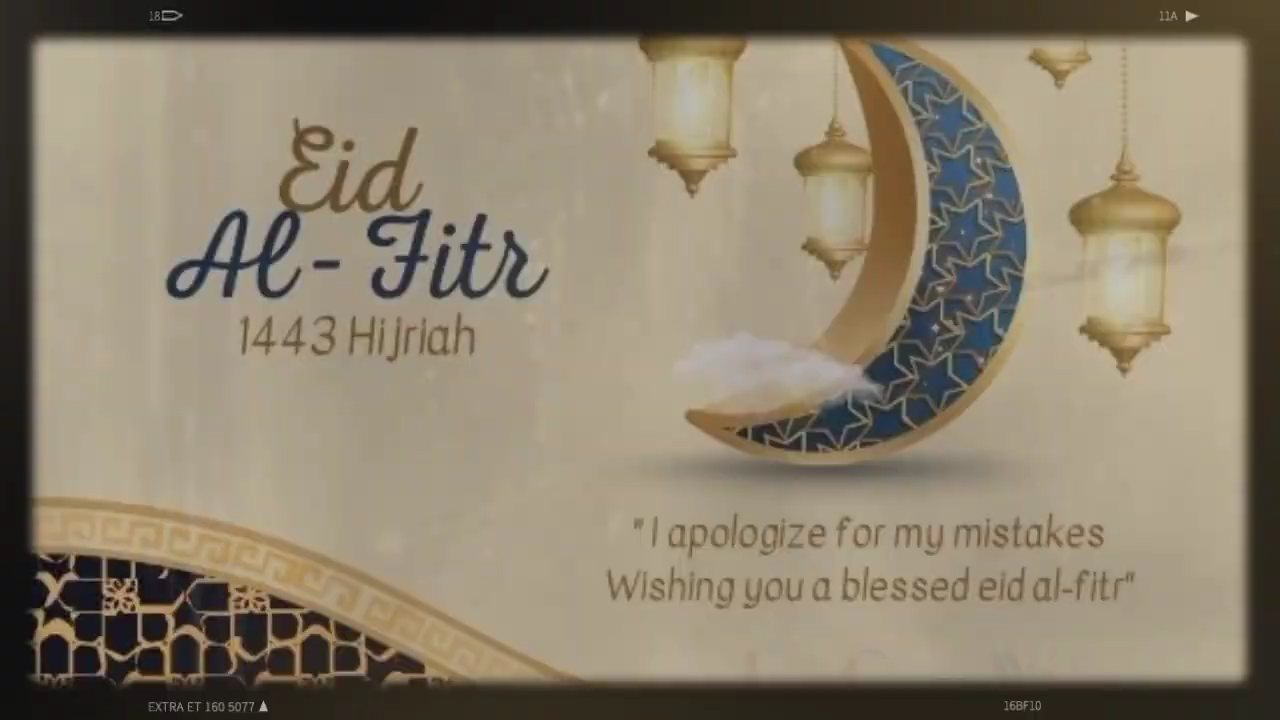 18
11A
Eid
Al-Fitr
1443 Hijriah
"I apologize for my mistakes
Wishing you a blessed eid al-fitr"
EXTRA ET 160 5077
16BF10